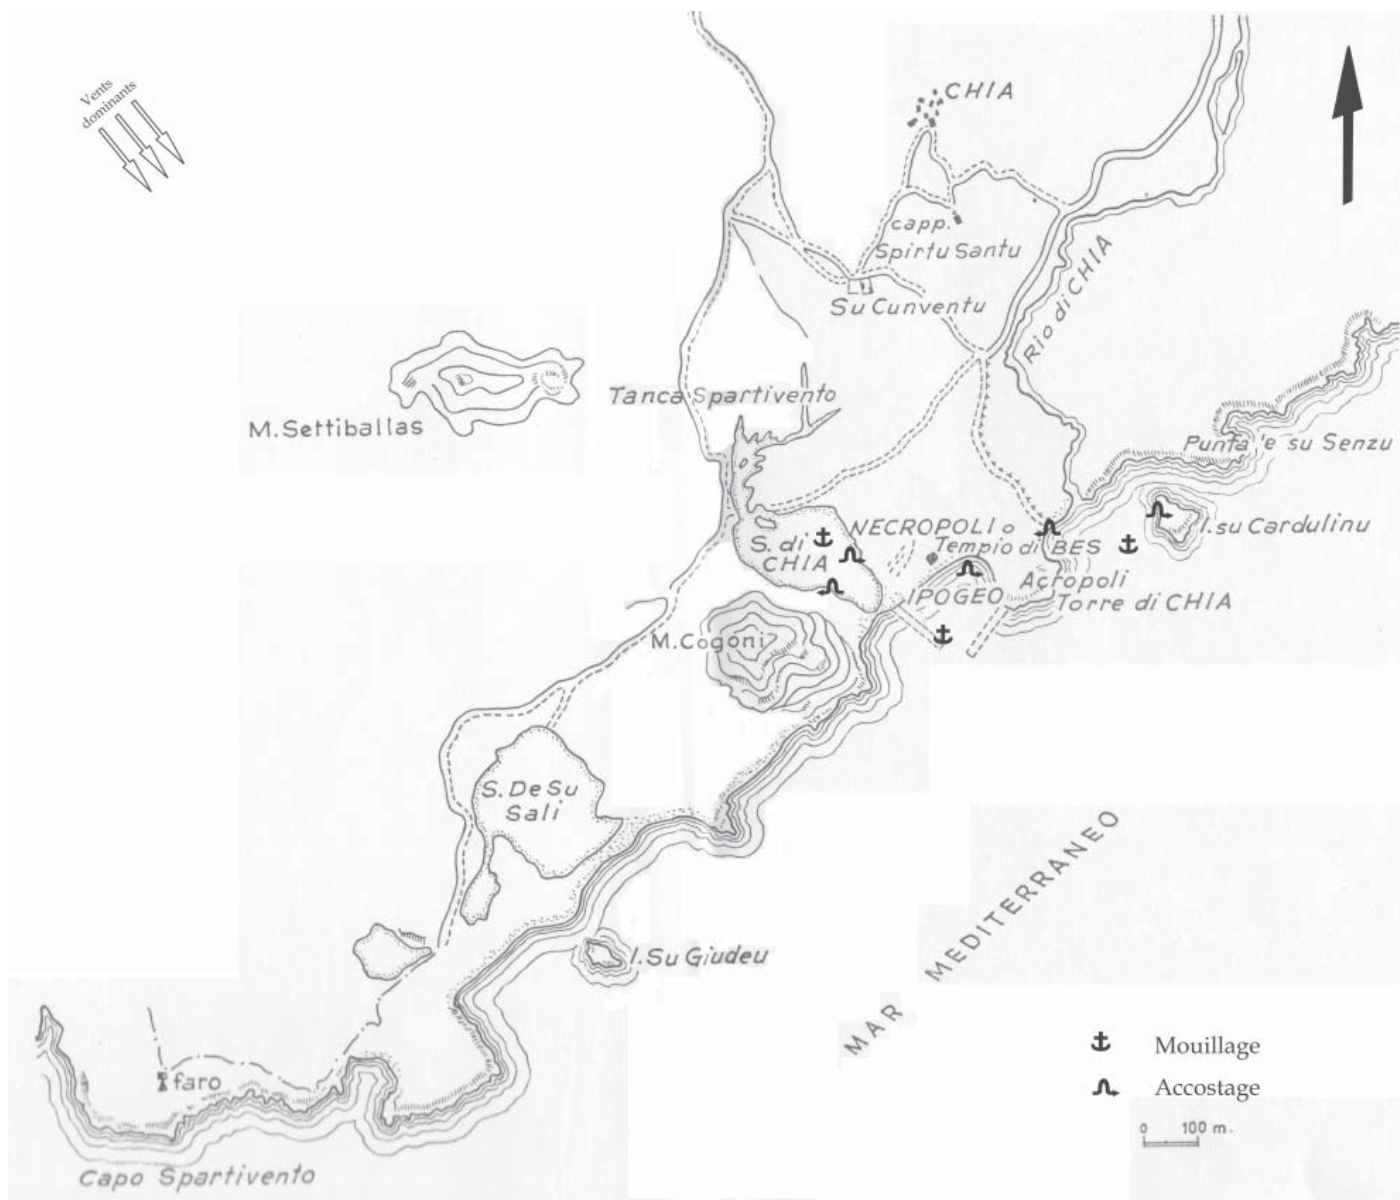 Vents
dominants
CHIA
capp.
Spirtu Santu
Su Cunventu
Rio di CHIA
Tanca Spartivento
M. Settiballas
Punta le su Senzu
NECROPOLI o
I. su Cardulinu
S. di
CHIA
Tempio di BES
Acropoli
IPOGEO
Torre di CHIA
M. Cogoni
S. De Su
Sali
I. Su Giudeu
MAR MEDITERRANEO
Mouillage
faro
Accostage
0 100 m.
Capo Spartivento